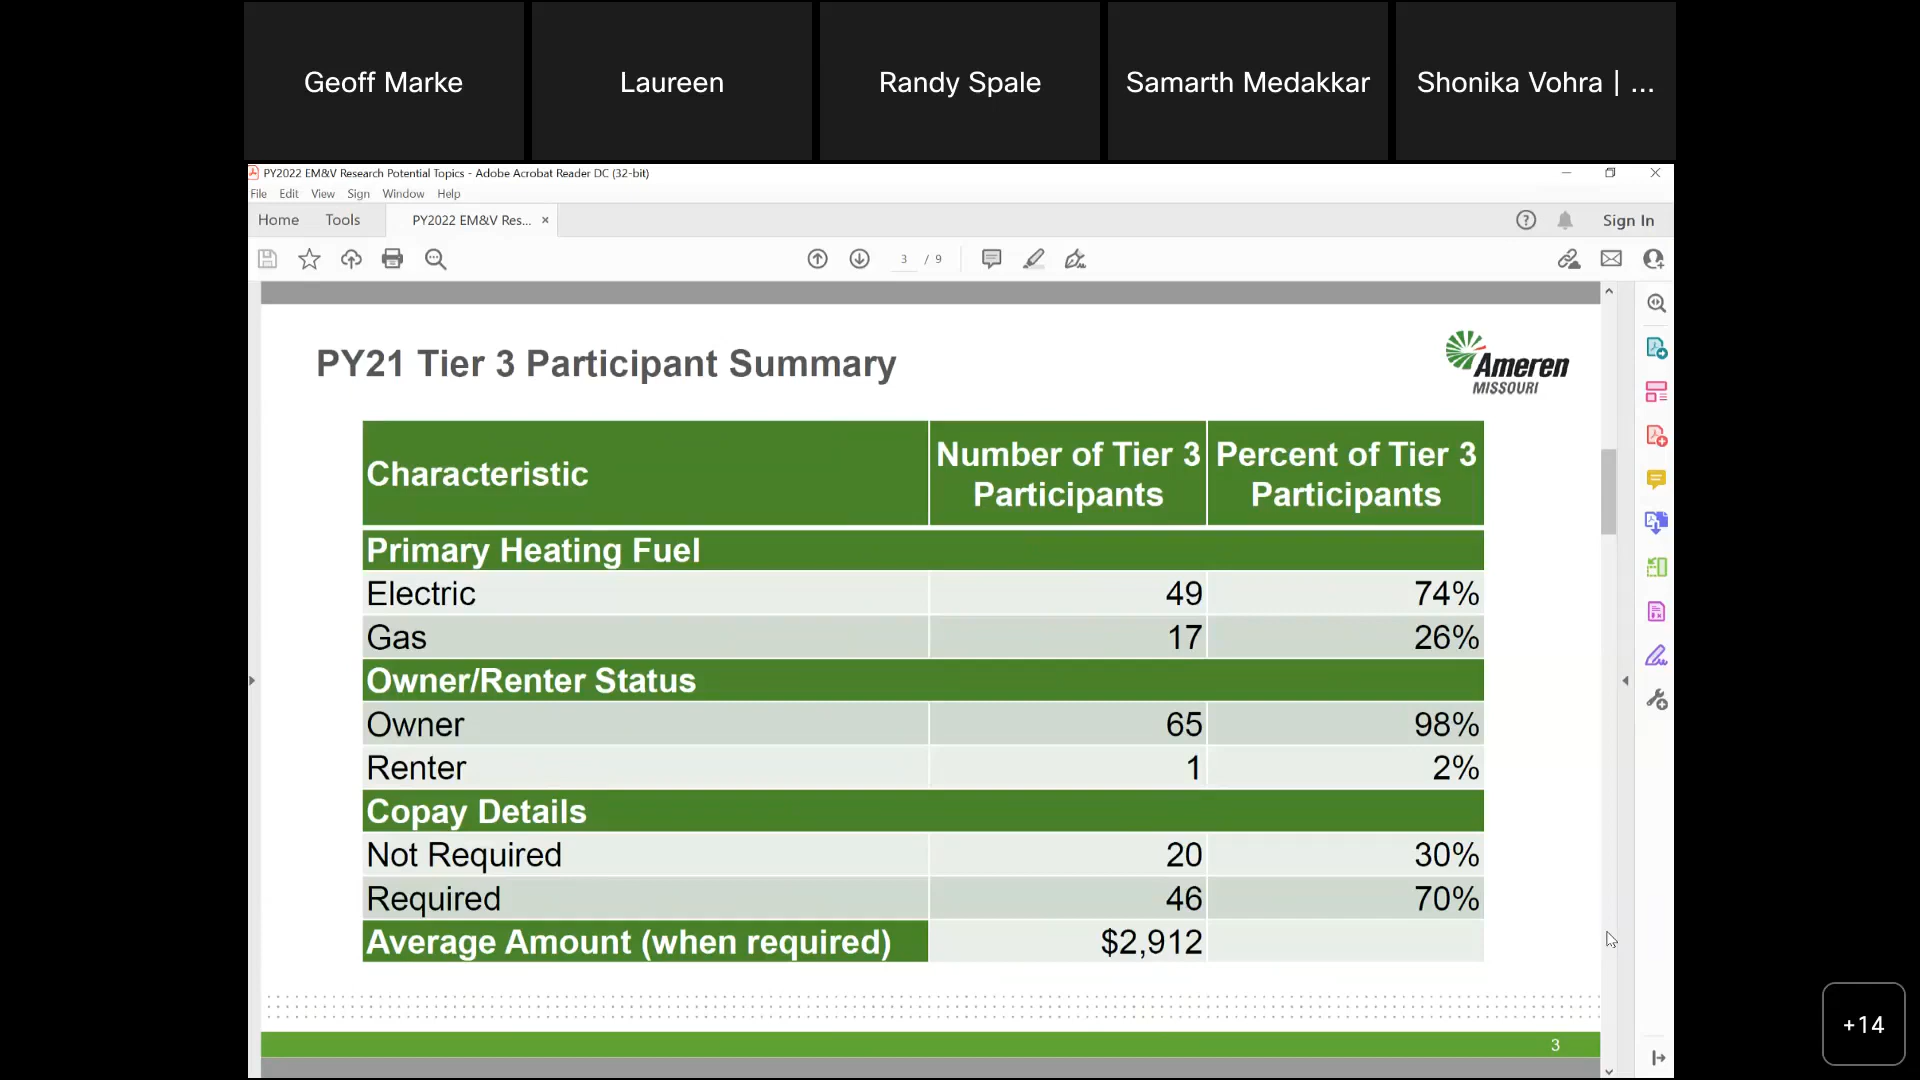 Geoff Marke
Laureen
Randy Spale
Samarth Medakkar
Shonika Vohra | ...
PY2022 EM&V Research Potential Topics - Adobe Acrobat Reader DC (32-bit)
File Edit View Sign Window Help
Home Tools PY2022 EM&V Res... × Sign In
3 / 9
PY21 Tier 3 Participant Summary
Ameren
MISSOURI
Characteristic
Number of Tier 3
Participants
Percent of Tier 3
Participants
Primary Heating Fuel
Electric 49 74%
Gas 17 26%
Owner/Renter Status
Owner 65 98%
Renter 1 2%
Copay Details
Not Required 20 30%
Required 46 70%
Average Amount (when required) $2,912
3
+14